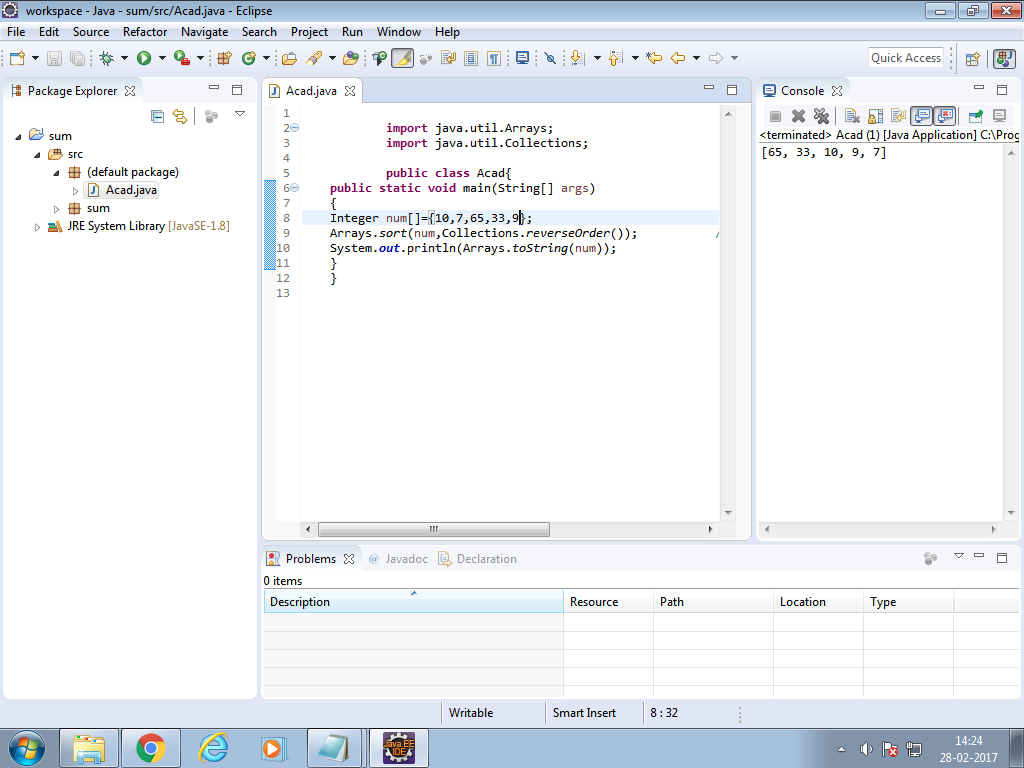 workspace - Java - sum/src/Acad.java - Eclipse
File Edit Source Refactor Navigate Search Project Run Window Help
Quick Access
Package Explorer
sum
src
(default package)
Acad.java
sum
JRE System Library [JavaSE-1.8]
Acad.java
1
2 import java.util.Arrays;
3 import java.util.Collections;
4
5 public class Acad{
6 public static void main(String[] args)
7 {
8 Integer num[]={10,7,65,33,9};
9 Arrays.sort(num,Collections.reverseOrder()); /
10 System.out.println(Arrays.toString(num));
11 }
12 }
13
Console
<terminated> Acad (1) [Java Application] C:\Prog
[65, 33, 10, 9, 7]
Problems @ Javadoc Declaration
0 items
Description Resource Path Location Type
Writable Smart Insert 8 : 32
Java EE
IDE
14:24
28-02-2017